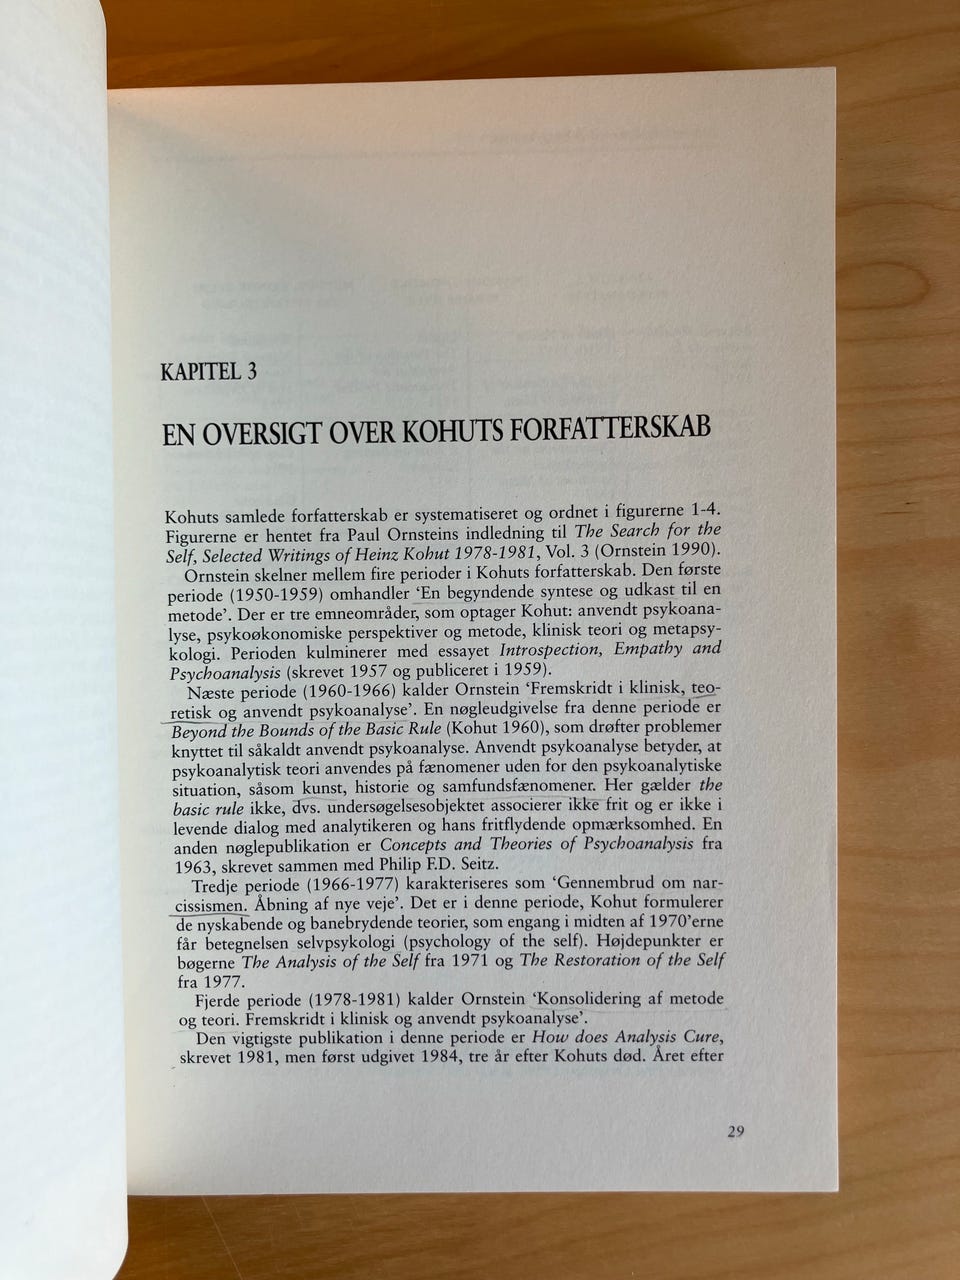 KAPITEL 3
EN OVERSIGT OVER KOHUTS FORFATTERSKAB
Kohuts samlede forfatterskab er systematiseret og ordnet i figurerne 1-4.
Figurerne er hentet fra Paul Ornsteins indledning til The Search for the
Self, Selected Writings of Heinz Kohut 1978-1981, Vol. 3 (Ornstein 1990).
Ornstein skelner mellem fire perioder i Kohuts forfatterskab. Den første
periode (1950-1959) omhandler ‘En begyndende syntese og udkast til en
metode’. Der er tre emneområder, som optager Kohut: anvendt psykoana-
lyse, psykoøkonomiske perspektiver og metode, klinisk teori og metapsy-
kologi. Perioden kulminerer med essayet Introspection, Empathy and
Psychoanalysis (skrevet 1957 og publiceret i 1959).
Næste periode (1960-1966) kalder Ornstein ‘Fremskridt i klinisk, teo-
retisk og anvendt psykoanalyse’. En nøgleudgivelse fra denne periode er
Beyond the Bounds of the Basic Rule (Kohut 1960), som drøfter problemer
knyttet til såkaldt anvendt psykoanalyse. Anvendt psykoanalyse betyder, at
psykoanalytisk teori anvendes på fænomener uden for den psykoanalytiske
situation, såsom kunst, historie og samfundsfænomener. Her gælder the
basic rule ikke, dvs. undersøgelsesobjektet associerer ikke frit og er ikke i
levende dialog med analytikeren og hans fritflydende opmærksomhed. En
anden nøglepublikation er Concepts and Theories of Psychoanalysis fra
1963, skrevet sammen med Philip F.D. Seitz.
Tredje periode (1966-1977) karakteriseres som ‘Gennembrud om nar-
cissismen. Åbning af nye veje’. Det er i denne periode, Kohut formulerer
de nyskabende og banebrydende teorier, som engang i midten af 1970’erne
får betegnelsen selvpsykologi (psychology of the self). Højdepunkter er
bøgerne The Analysis of the Self fra 1971 og The Restoration of the Self
fra 1977.
Fjerde periode (1978-1981) kalder Ornstein ‘Konsolidering af metode
og teori. Fremskridt i klinisk og anvendt psykoanalyse’.
Den vigtigste publikation i denne periode er How does Analysis Cure,
skrevet 1981, men først udgivet 1984, tre år efter Kohuts død. Året efter
29